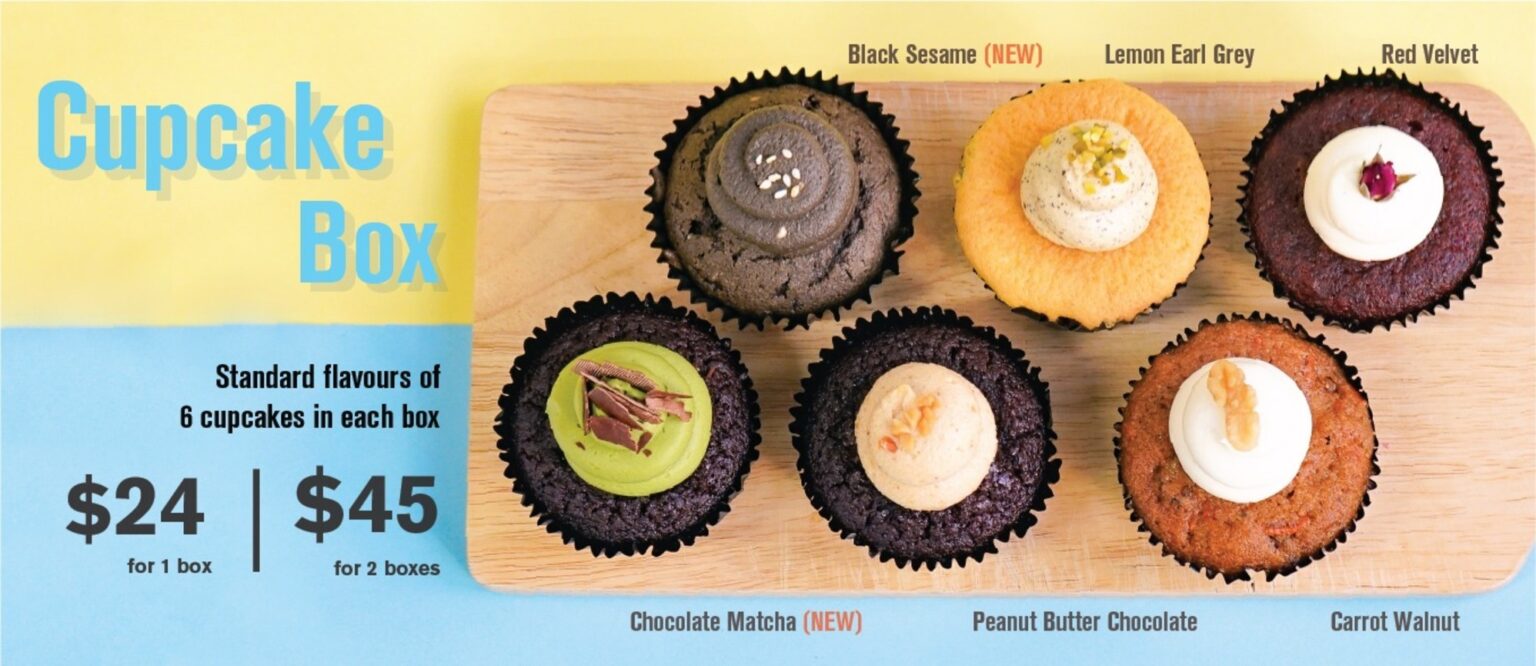 Cupcake
Box
Standard flavours of
6 cupcakes in each box
$24
for 1 box
$45
for 2 boxes
Black Sesame (NEW)
Lemon Earl Grey
Red Velvet
Chocolate Matcha (NEW)
Peanut Butter Chocolate
Carrot Walnut